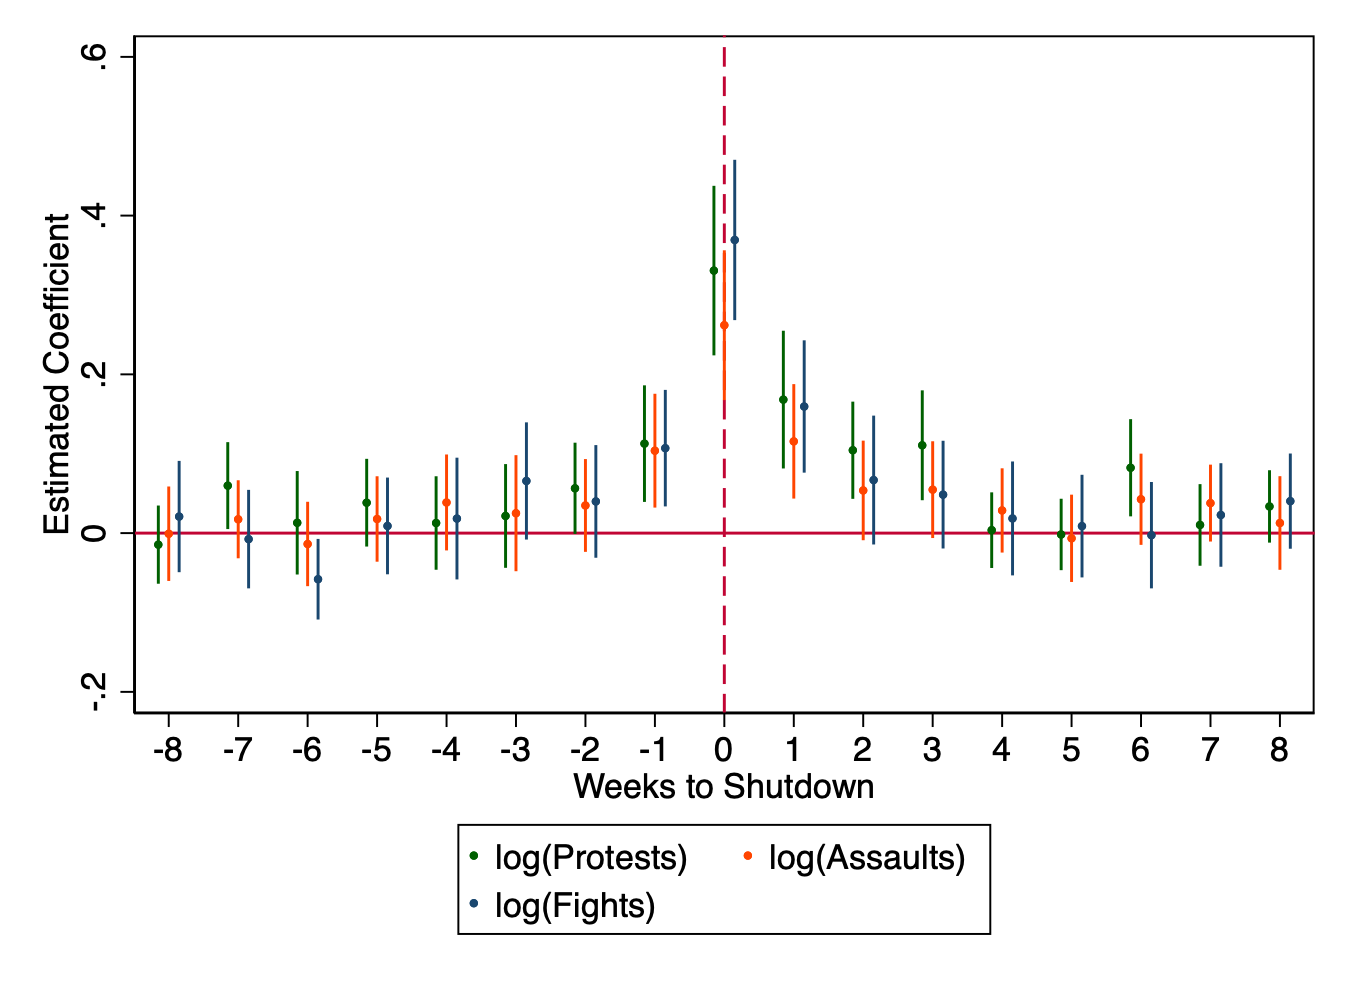 Estimated Coefficient
.6
.4
.2
0
-.2
-8 -7 -6 -5 -4 -3 -2 -1 0 1 2 3 4 5 6 7 8
Weeks to Shutdown
log(Protests) log(Assaults)
log(Fights)